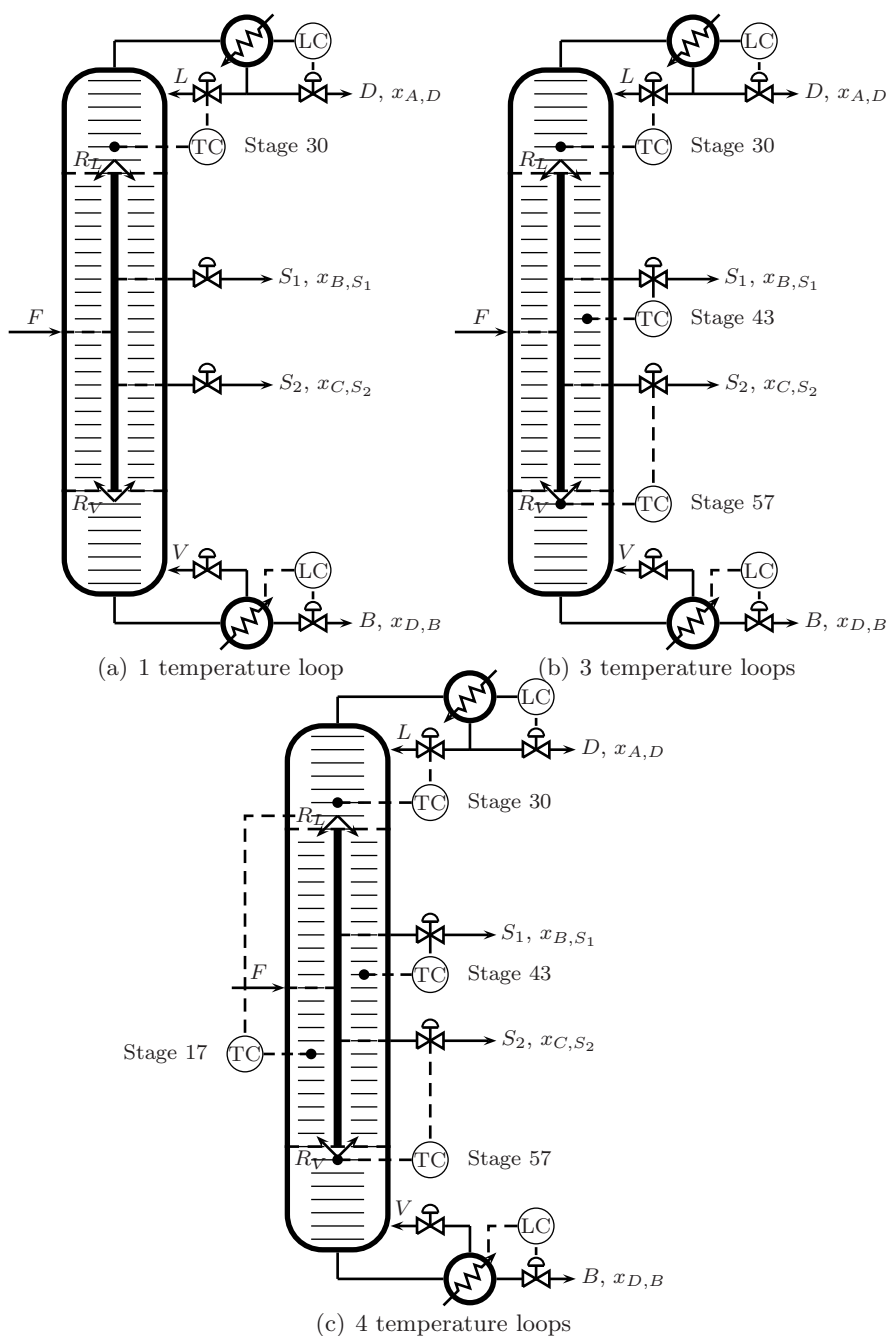 LC
L
D, x_{A,D}
TC Stage 30
R_L
S_1, x_{B,S_1}
F
S_2, x_{C,S_2}
R_V
V
LC
B, x_{D,B}
(a) 1 temperature loop
LC
L
D, x_{A,D}
TC Stage 30
R_L
S_1, x_{B,S_1}
TC Stage 43
F
S_2, x_{C,S_2}
R_V TC Stage 57
V
LC
B, x_{D,B}
(b) 3 temperature loops
LC
L
D, x_{A,D}
TC Stage 30
R_L
S_1, x_{B,S_1}
TC Stage 43
F
S_2, x_{C,S_2}
Stage 17 TC
R_V TC Stage 57
V
LC
B, x_{D,B}
(c) 4 temperature loops